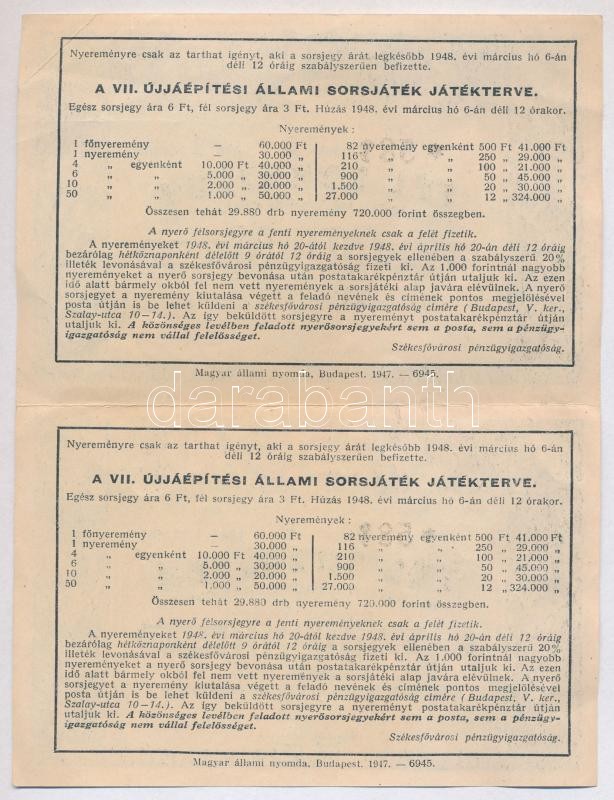 Nyereményre csak az tarthat igényt, aki a sorsjegy árát legkésőbb 1948. évi március hó 6-án
déli 12 óráig szabályszerüen befizette.
A VII. ÚJJÁÉPÍTÉSI ÁLLAMI SORSJÁTÉK JÁTÉKTERVE.
Egész sorsjegy ára 6 Ft, fél sorsjegy ára 3 Ft. Húzás 1948. évi március hó 6-án déli 12 órakor.
Nyeremények :
1 főnyeremény — 60.000 Ft 82 nyeremény egyenként 500 Ft 41.000 Ft
1 nyeremény — 30.000 „ 116 „ „ 250 „ 29.000 „
4 „ egyenként 10.000 Ft 40.000 „ 210 „ „ 100 „ 21.000 „
6 „ „ 5.000 „ 30.000 „ 900 „ „ 50 „ 45.000 „
10 „ „ 2.000 „ 20.000 „ 1.500 „ „ 20 „ 30.000 „
50 „ „ 1.000 „ 50.000 „ 27.000 „ „ 12 „ 324.000 „
Összesen tehát 29.880 drb nyeremény 720.000 forint összegben.
A nyerő félsorsjegyre a fenti nyereményeknek csak a felét fizetik.
A nyereményeket 1948. évi március hó 20-ától kezdve 1948. évi április hó 20-án déli 12 óráig
bezárólag hétköznaponként délelőtt 9 órától 12 óráig a sorsjegyek ellenében a szabályszerű 20%
illeték levonásával a székesfővárosi pénzügyigazgatóság fizeti ki. Az 1.000 forintnál nagyobb
nyereményeket a nyerő sorsjegy bevonása után postatakarékpénztár útján utaljuk ki. Az ezen
idő alatt bármely okból fel nem vett nyeremények a sorsjátéki alap javára elévülnek. A nyerő
sorsjegyet a nyeremény kiutalása végett a feladó nevének és címének pontos megjelölésével
posta útján is be lehet küldeni a székesfővárosi pénzügyigazgatóság címére (Budapest, V. ker.,
Szalay-utca 10–14.). Az így beküldött sorsjegyre a nyereményt postatakarékpénztár útján
utaljuk ki. A közönséges levélben feladott nyerősorsjegyekért sem a posta, sem a pénzügy-
igazgatóság nem vállal felelősséget.
Székesfővárosi pénzügyigazgatóság.
Magyar állami nyomda, Budapest. 1947. — 6945.
darabanth
Nyereményre csak az tarthat igényt, aki a sorsjegy árát legkésőbb 1948. évi március hó 6-án
déli 12 óráig szabályszerüen befizette.
A VII. ÚJJÁÉPÍTÉSI ÁLLAMI SORSJÁTÉK JÁTÉKTERVE.
Egész sorsjegy ára 6 Ft, fél sorsjegy ára 3 Ft. Húzás 1948. évi március hó 6-án déli 12 órakor.
Nyeremények :
1 főnyeremény — 60.000 Ft 82 nyeremény egyenként 500 Ft 41.000 Ft
1 nyeremény — 30.000 „ 116 „ „ 250 „ 29.000 „
4 „ egyenként 10.000 Ft 40.000 „ 210 „ „ 100 „ 21.000 „
6 „ „ 5.000 „ 30.000 „ 900 „ „ 50 „ 45.000 „
10 „ „ 2.000 „ 20.000 „ 1.500 „ „ 20 „ 30.000 „
50 „ „ 1.000 „ 50.000 „ 27.000 „ „ 12 „ 324.000 „
Összesen tehát 29.880 drb nyeremény 720.000 forint összegben.
A nyerő félsorsjegyre a fenti nyereményeknek csak a felét fizetik.
A nyereményeket 1948. évi március hó 20-ától kezdve 1948. évi április hó 20-án déli 12 óráig
bezárólag hétköznaponként délelőtt 9 órától 12 óráig a sorsjegyek ellenében a szabályszerű 20%
illeték levonásával a székesfővárosi pénzügyigazgatóság fizeti ki. Az 1.000 forintnál nagyobb
nyereményeket a nyerő sorsjegy bevonása után postatakarékpénztár útján utaljuk ki. Az ezen
idő alatt bármely okból fel nem vett nyeremények a sorsjátéki alap javára elévülnek. A nyerő
sorsjegyet a nyeremény kiutalása végett a feladó nevének és címének pontos megjelölésével
posta útján is be lehet küldeni a székesfővárosi pénzügyigazgatóság címére (Budapest, V. ker.,
Szalay-utca 10–14.). Az így beküldött sorsjegyre a nyereményt postatakarékpénztár útján
utaljuk ki. A közönséges levélben feladott nyerősorsjegyekért sem a posta, sem a pénzügy-
igazgatóság nem vállal felelősséget.
Székesfővárosi pénzügyigazgatóság.
Magyar állami nyomda, Budapest. 1947. — 6945.